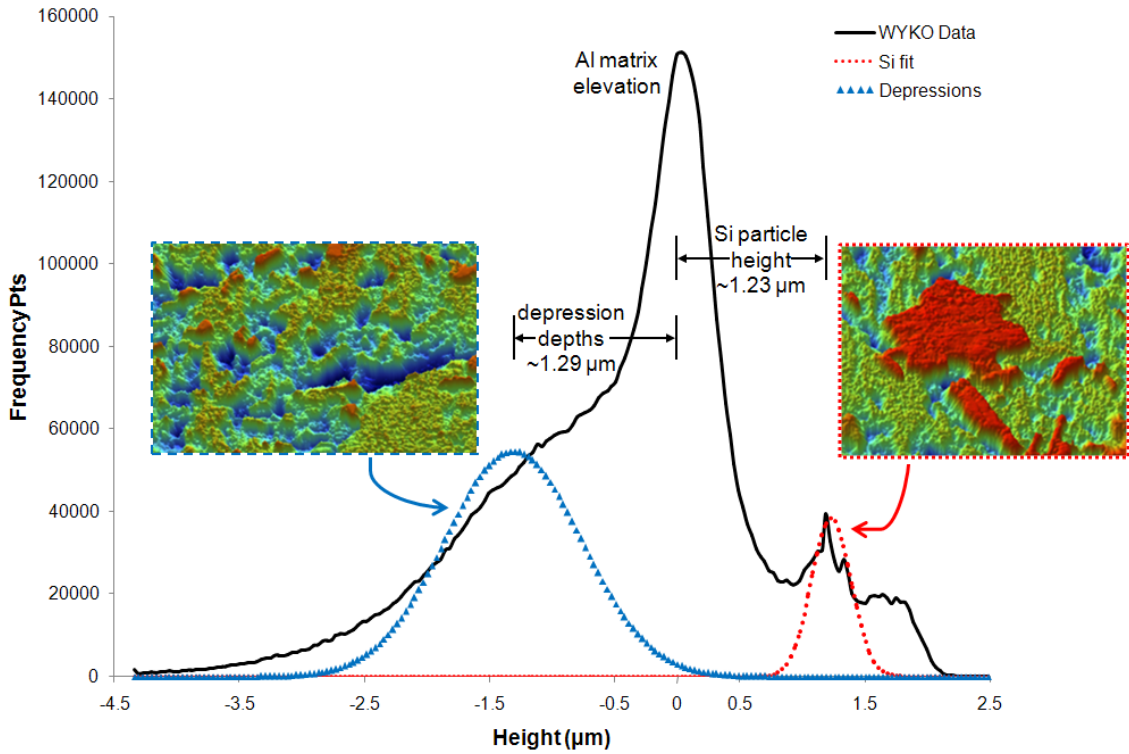 160000
140000
120000
100000
80000
60000
40000
20000
0
Frequency Pts
-4.5
-3.5
-2.5
-1.5
-0.5
0
0.5
1.5
2.5
Height (µm)
WYKO Data
Si fit
Depressions
Al matrix
elevation
Si particle
height
~1.23 µm
depression
depths
~1.29 µm